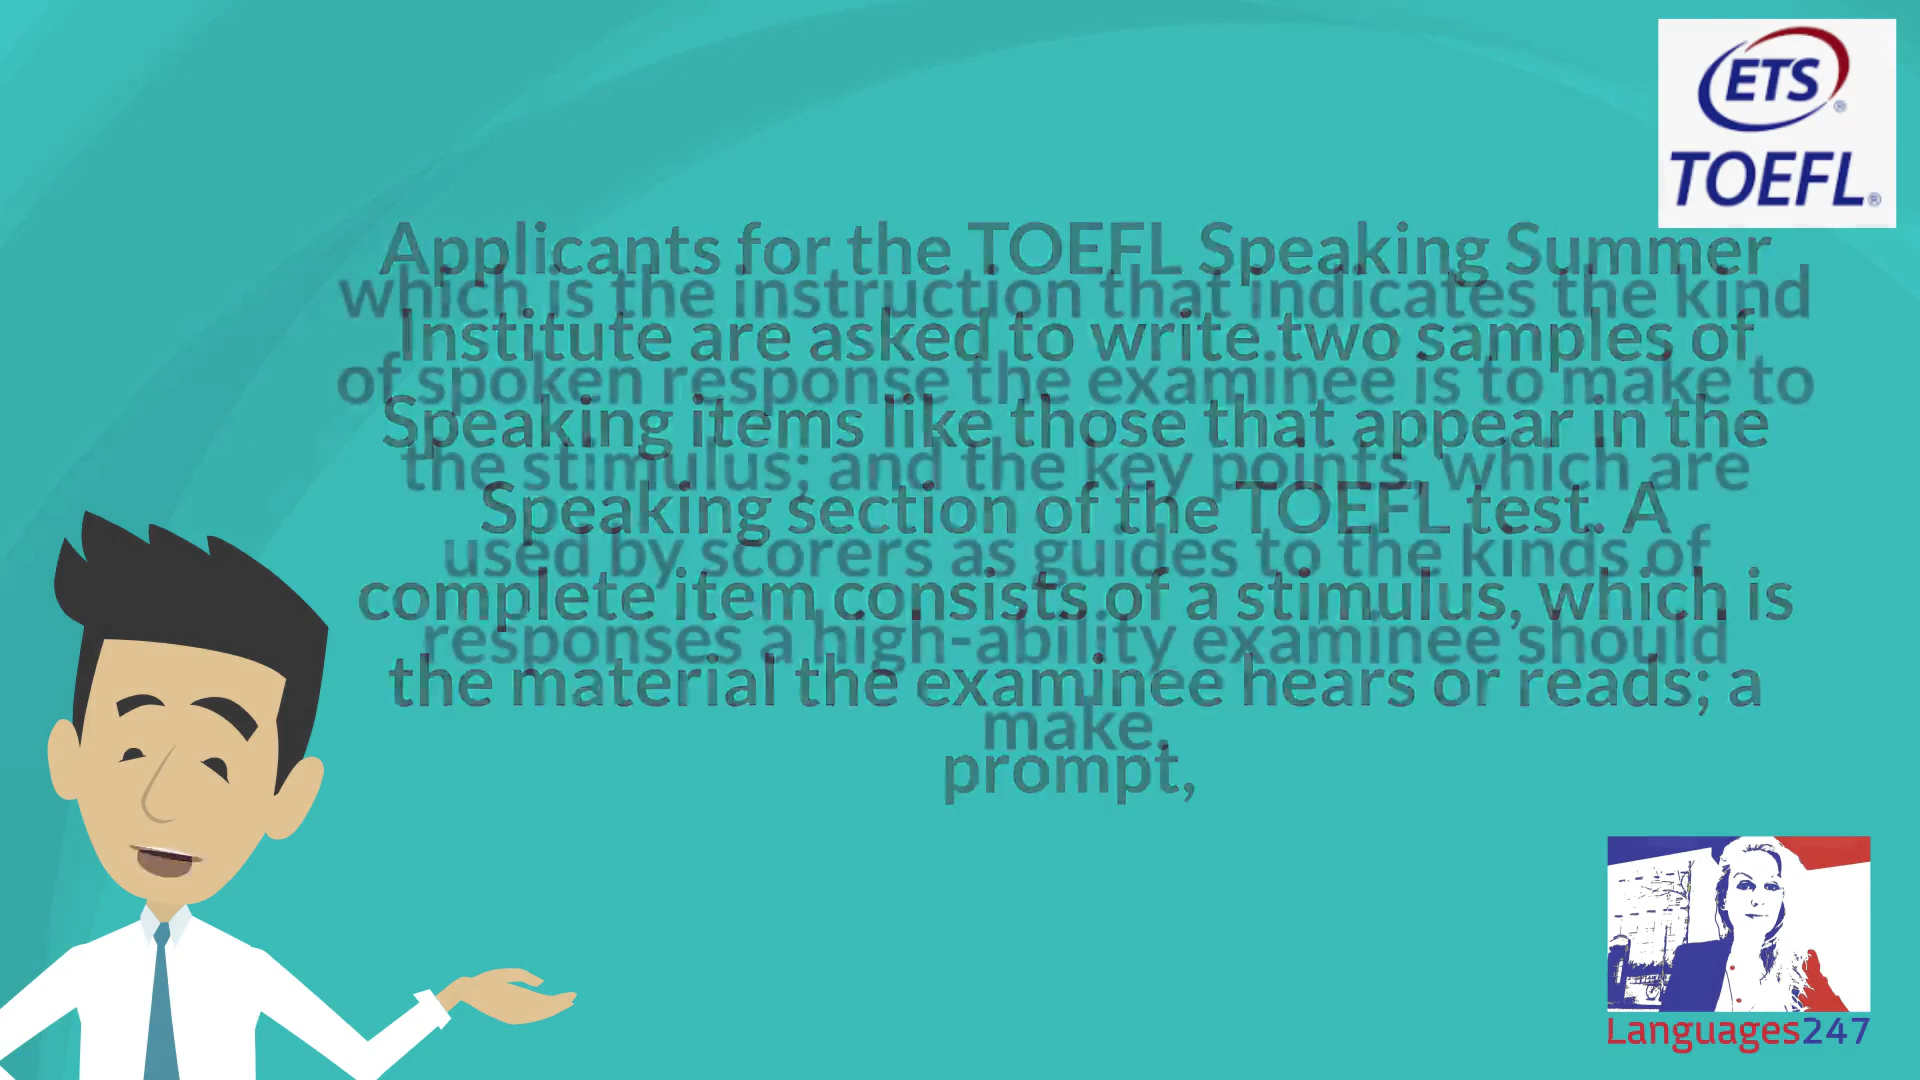 ETS
TOEFL
Applicants for the TOEFL Speaking Summer
Institute are asked to write two samples of
Speaking items like those that appear in the
Speaking section of the TOEFL test. A
complete item consists of a stimulus, which is
the material the examinee hears or reads; a
prompt,
which is the instruction that indicates the kind
of spoken response the examinee is to make to
the stimulus; and the key points, which are
used by scorers as guides to the kinds of
responses a high-ability examinee should
make.
Languages247